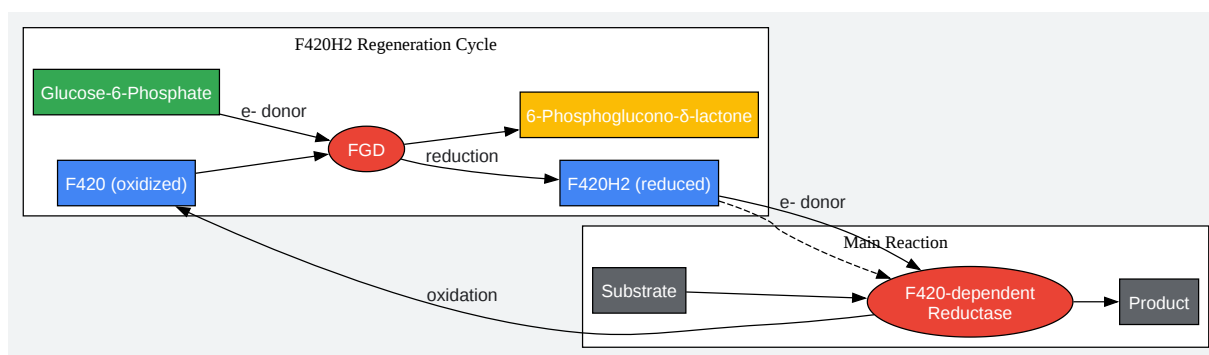 F420H2 Regeneration Cycle
Glucose-6-Phosphate
e- donor
6-Phosphoglucono-δ-lactone
FGD
reduction
F420 (oxidized)
F420H2 (reduced)
e- donor
Main Reaction
Substrate
oxidation
F420-dependent
Reductase
Product